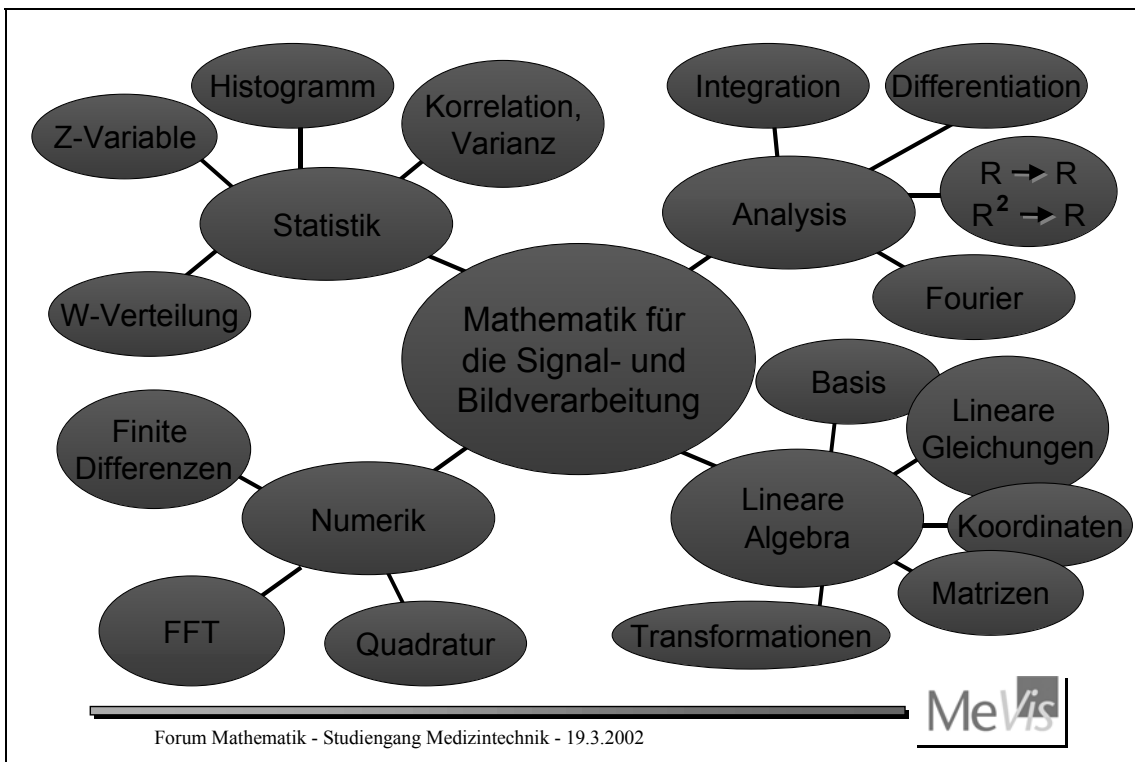 Histogramm
Korrelation,
Varianz
Z-Variable
Statistik
W-Verteilung
Integration
Differentiation
R → R
R² → R
Analysis
Fourier
Mathematik für
die Signal- und
Bildverarbeitung
Basis
Lineare
Gleichungen
Lineare
Algebra
Koordinaten
Matrizen
Transformationen
Finite
Differenzen
Numerik
FFT
Quadratur
Forum Mathematik - Studiengang Medizintechnik - 19.3.2002
MeVis